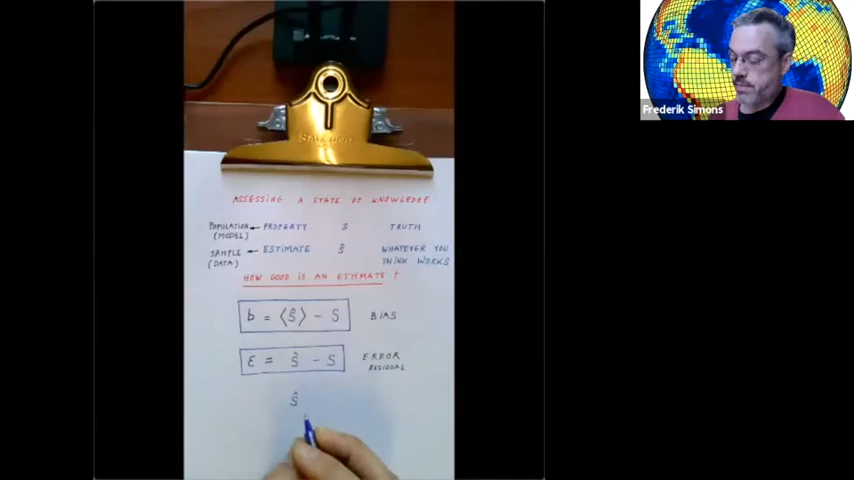 Frederik Simons
ASSESSING A STATE OF KNOWLEDGE
POPULATION ← PROPERTY S TRUTH
(MODEL)
SAMPLE ← ESTIMATE Ŝ WHATEVER YOU
(DATA) THINK WORKS
HOW GOOD IS AN ESTIMATE ?
b = ⟨Ŝ⟩ - S BIAS
ε = Ŝ - S ERROR
RESIDUAL
Ŝ